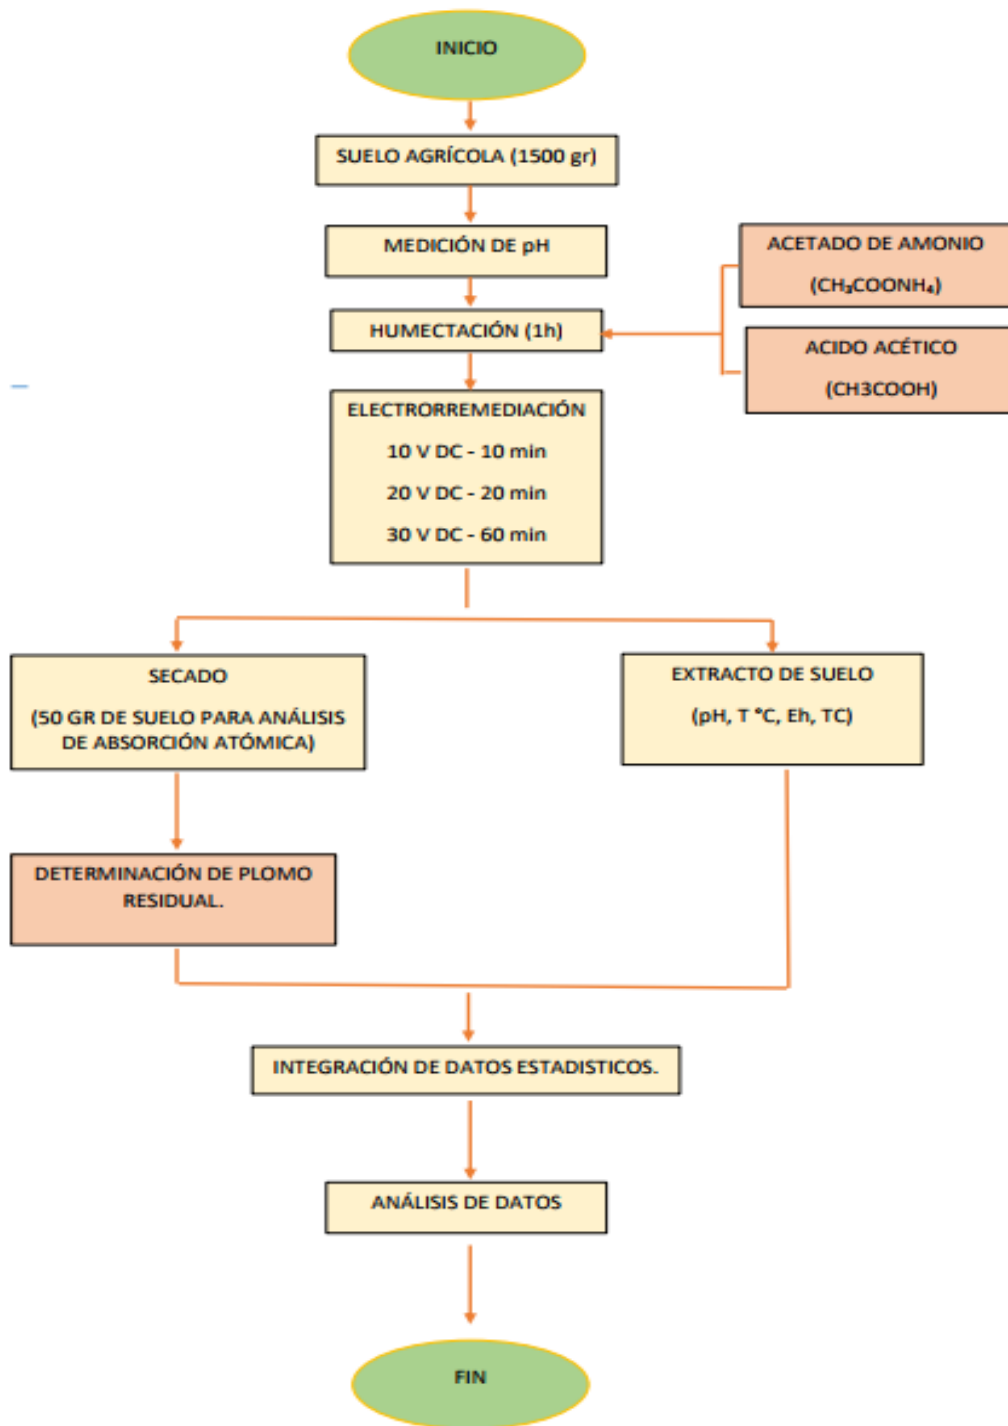 INICIO
SUELO AGRÍCOLA (1500 gr)
MEDICIÓN DE pH
ACETADO DE AMONIO
(CH₃COONH₄)
HUMECTACIÓN (1h)
ACIDO ACÉTICO
(CH3COOH)
ELECTRORREMEDIACIÓN
10 V DC - 10 min
20 V DC - 20 min
30 V DC - 60 min
SECADO
(50 GR DE SUELO PARA ANÁLISIS
DE ABSORCIÓN ATÓMICA)
EXTRACTO DE SUELO
(pH, T °C, Eh, TC)
DETERMINACIÓN DE PLOMO
RESIDUAL.
INTEGRACIÓN DE DATOS ESTADISTICOS.
ANÁLISIS DE DATOS
FIN